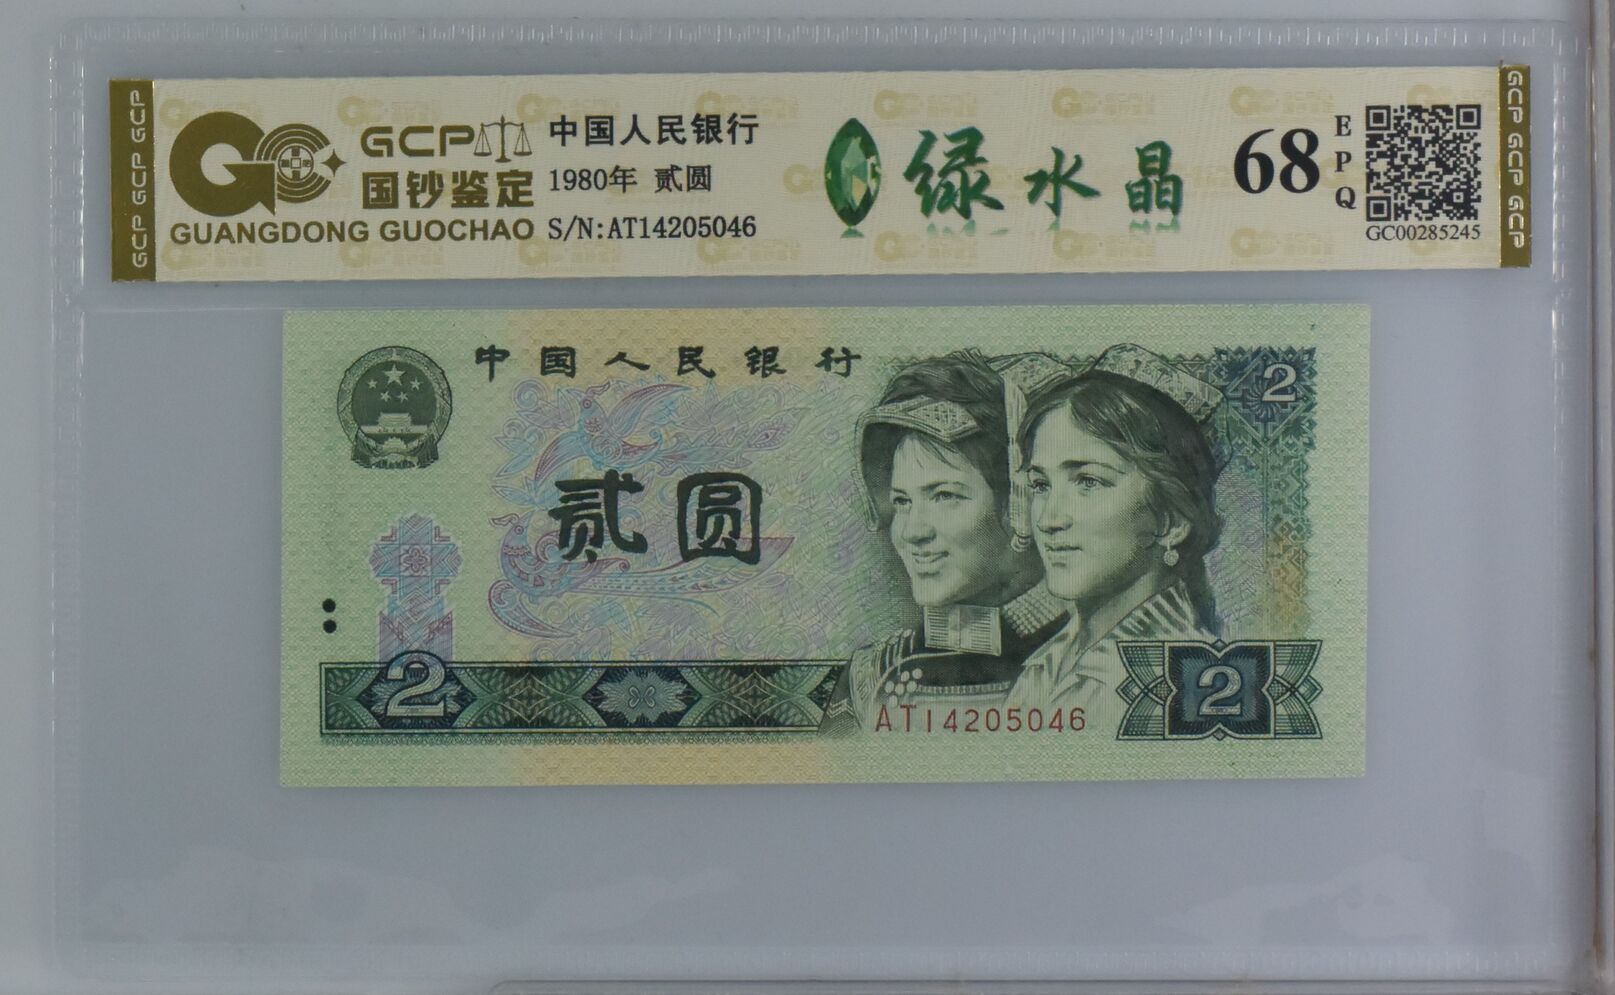 GCP GCP GCP
GCP
国钞鉴定
GUANGDONG GUOCHAO
中国人民银行
1980年 贰圆
S/N:AT14205046
绿水晶
68
EPQ
GC00285245
GCP GCP GCP
中国人民银行
贰圆
2
2
2
AT14205046